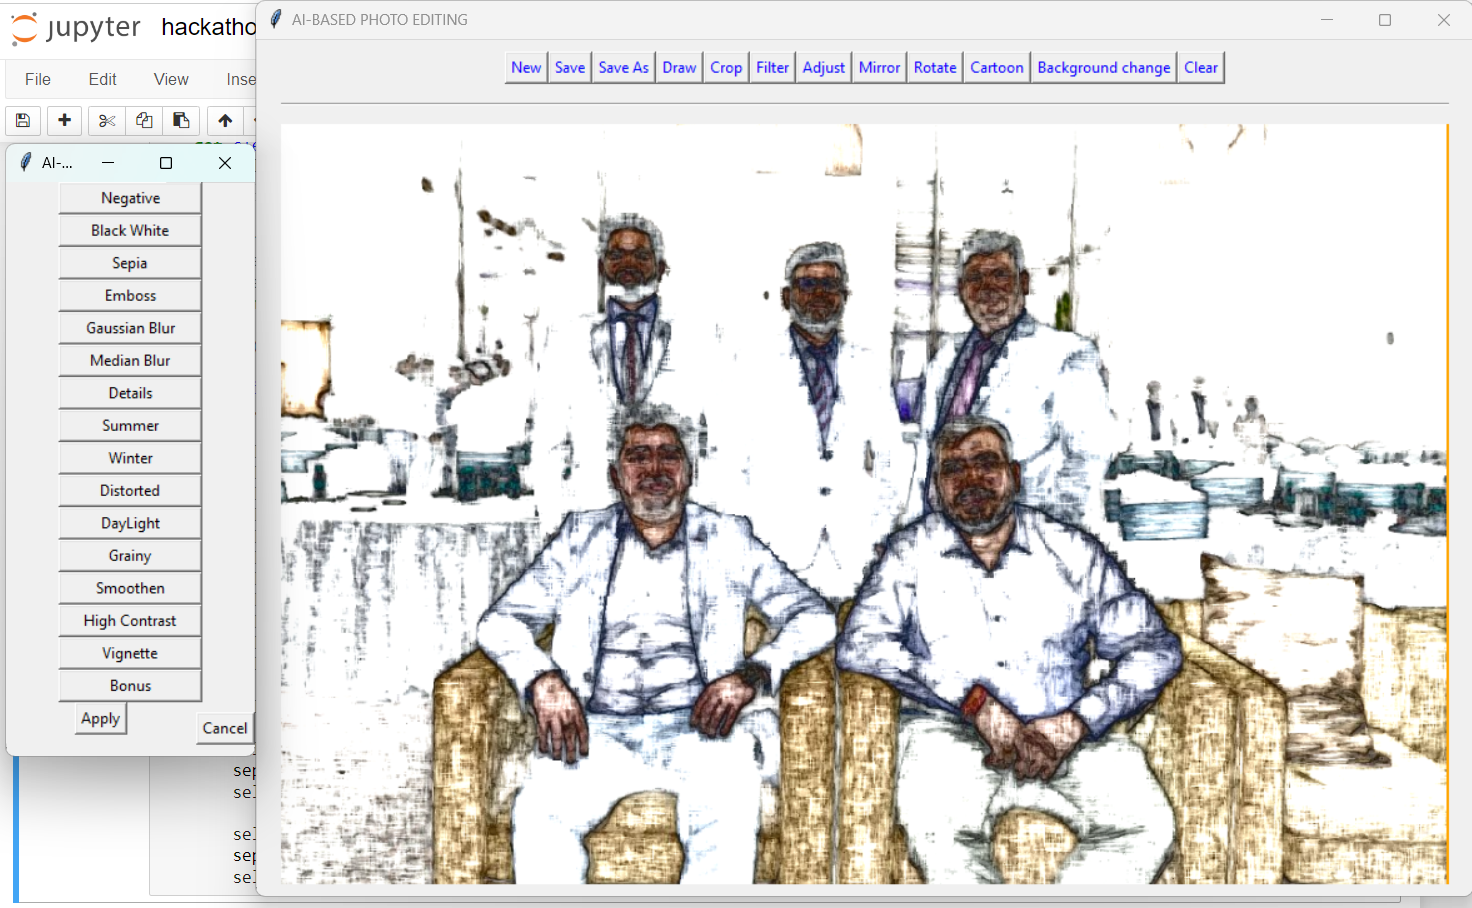 jupyter hackatho
File Edit View Inse
AI-BASED PHOTO EDITING
New Save Save As Draw Crop Filter Adjust Mirror Rotate Cartoon Background change Clear
AI-...
Negative
Black White
Sepia
Emboss
Gaussian Blur
Median Blur
Details
Summer
Winter
Distorted
DayLight
Grainy
Smoothen
High Contrast
Vignette
Bonus
Apply
Cancel
sep
sel
sel
sep
sel